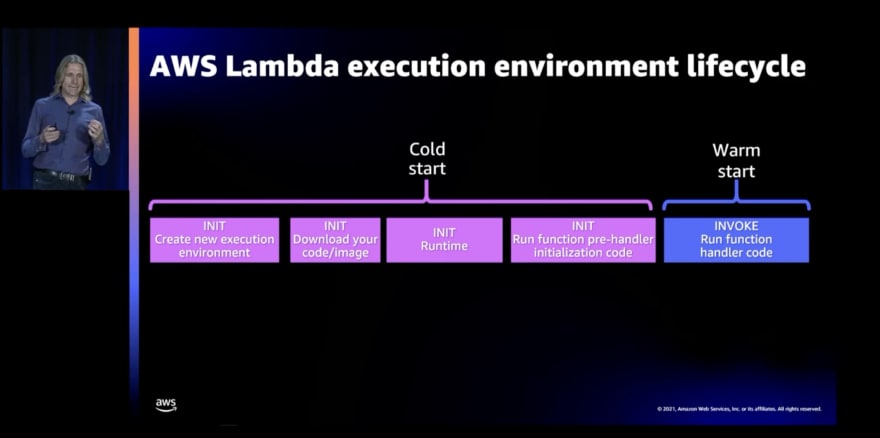 AWS Lambda execution environment lifecycle
Cold
start
Warm
start
INIT
Create new execution
environment
INIT
Download your
code/image
INIT
Runtime
INIT
Run function pre-handler
initialization code
INVOKE
Run function
handler code
aws
© 2021, Amazon Web Services, Inc. or its affiliates. All rights reserved.